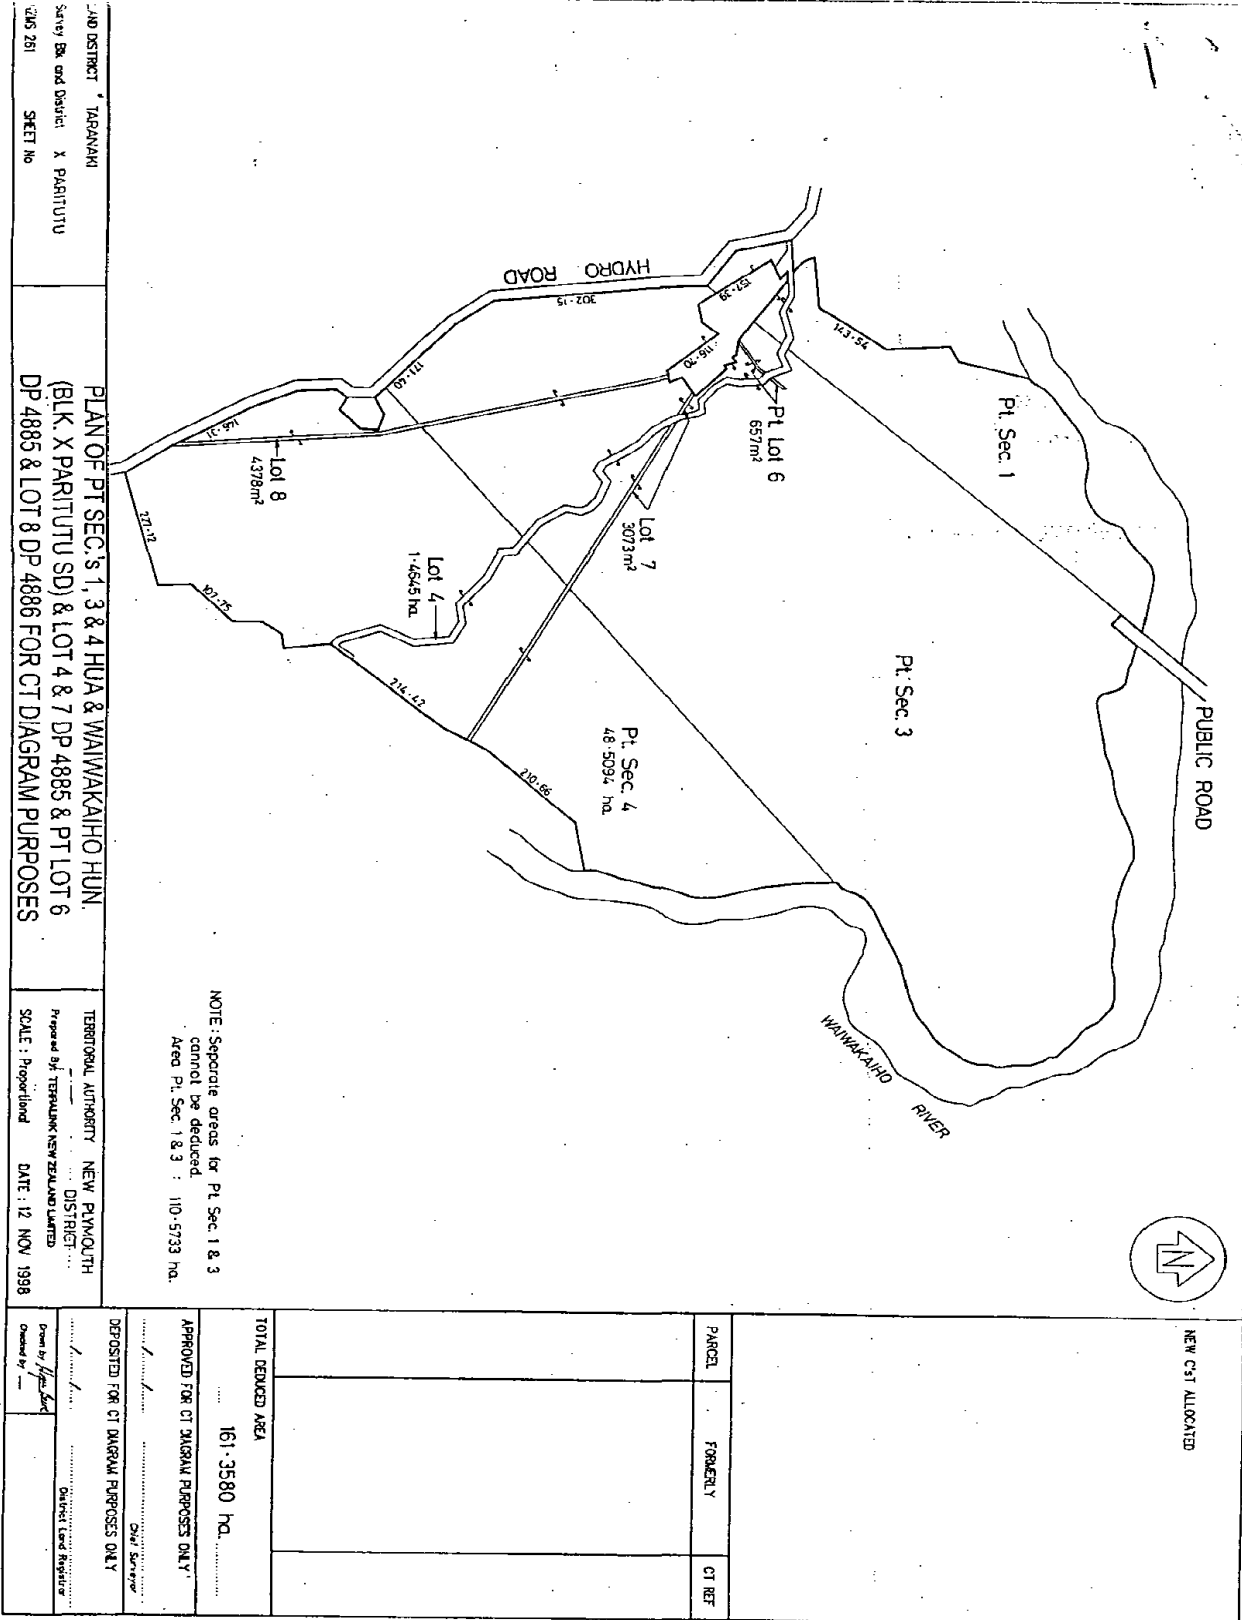 PUBLIC ROAD
HYDRO ROAD
WAIWAKAIHO
RIVER
N
143·54
Pt. Sec. 1
Pt. Sec. 3
157·39
116·70
Pt Lot 6
657m²
Lot 7
3073m²
302·15
171·60
165·31
Lot 8
4378m²
Lot 4
1·4645 ha.
Pt. Sec. 4
48·5094 ha.
277·12
107·75
214·42
210·66
NOTE : Separate areas for Pt. Sec. 1 & 3
cannot be deduced.
Area Pt. Sec. 1 & 3 : 110·5733 ha.
LAND DISTRICT TARANAKI
Survey Blk and District X PARITUTU
NZMS 261 SHEET No
PLAN OF PT SEC.'s 1, 3 & 4 HUA & WAIWAKAIHO HUN.
(BLK. X PARITUTU SD) & LOT 4 & 7 DP 4885 & PT LOT 6
DP 4885 & LOT 8 DP 4886 FOR CT DIAGRAM PURPOSES
TERRITORIAL AUTHORITY NEW PLYMOUTH
DISTRICT
Prepared By: TERRALINK NEW ZEALAND LIMITED
SCALE : Proportional DATE : 12 NOV 1998
NEW C'sT ALLOCATED
PARCEL FORMERLY CT REF
TOTAL DEDUCED AREA
161·3580 ha.
APPROVED FOR CT DIAGRAM PURPOSES ONLY
Chief Surveyor
DEPOSITED FOR CT DIAGRAM PURPOSES ONLY
District Land Registrar
Drawn by
Checked by